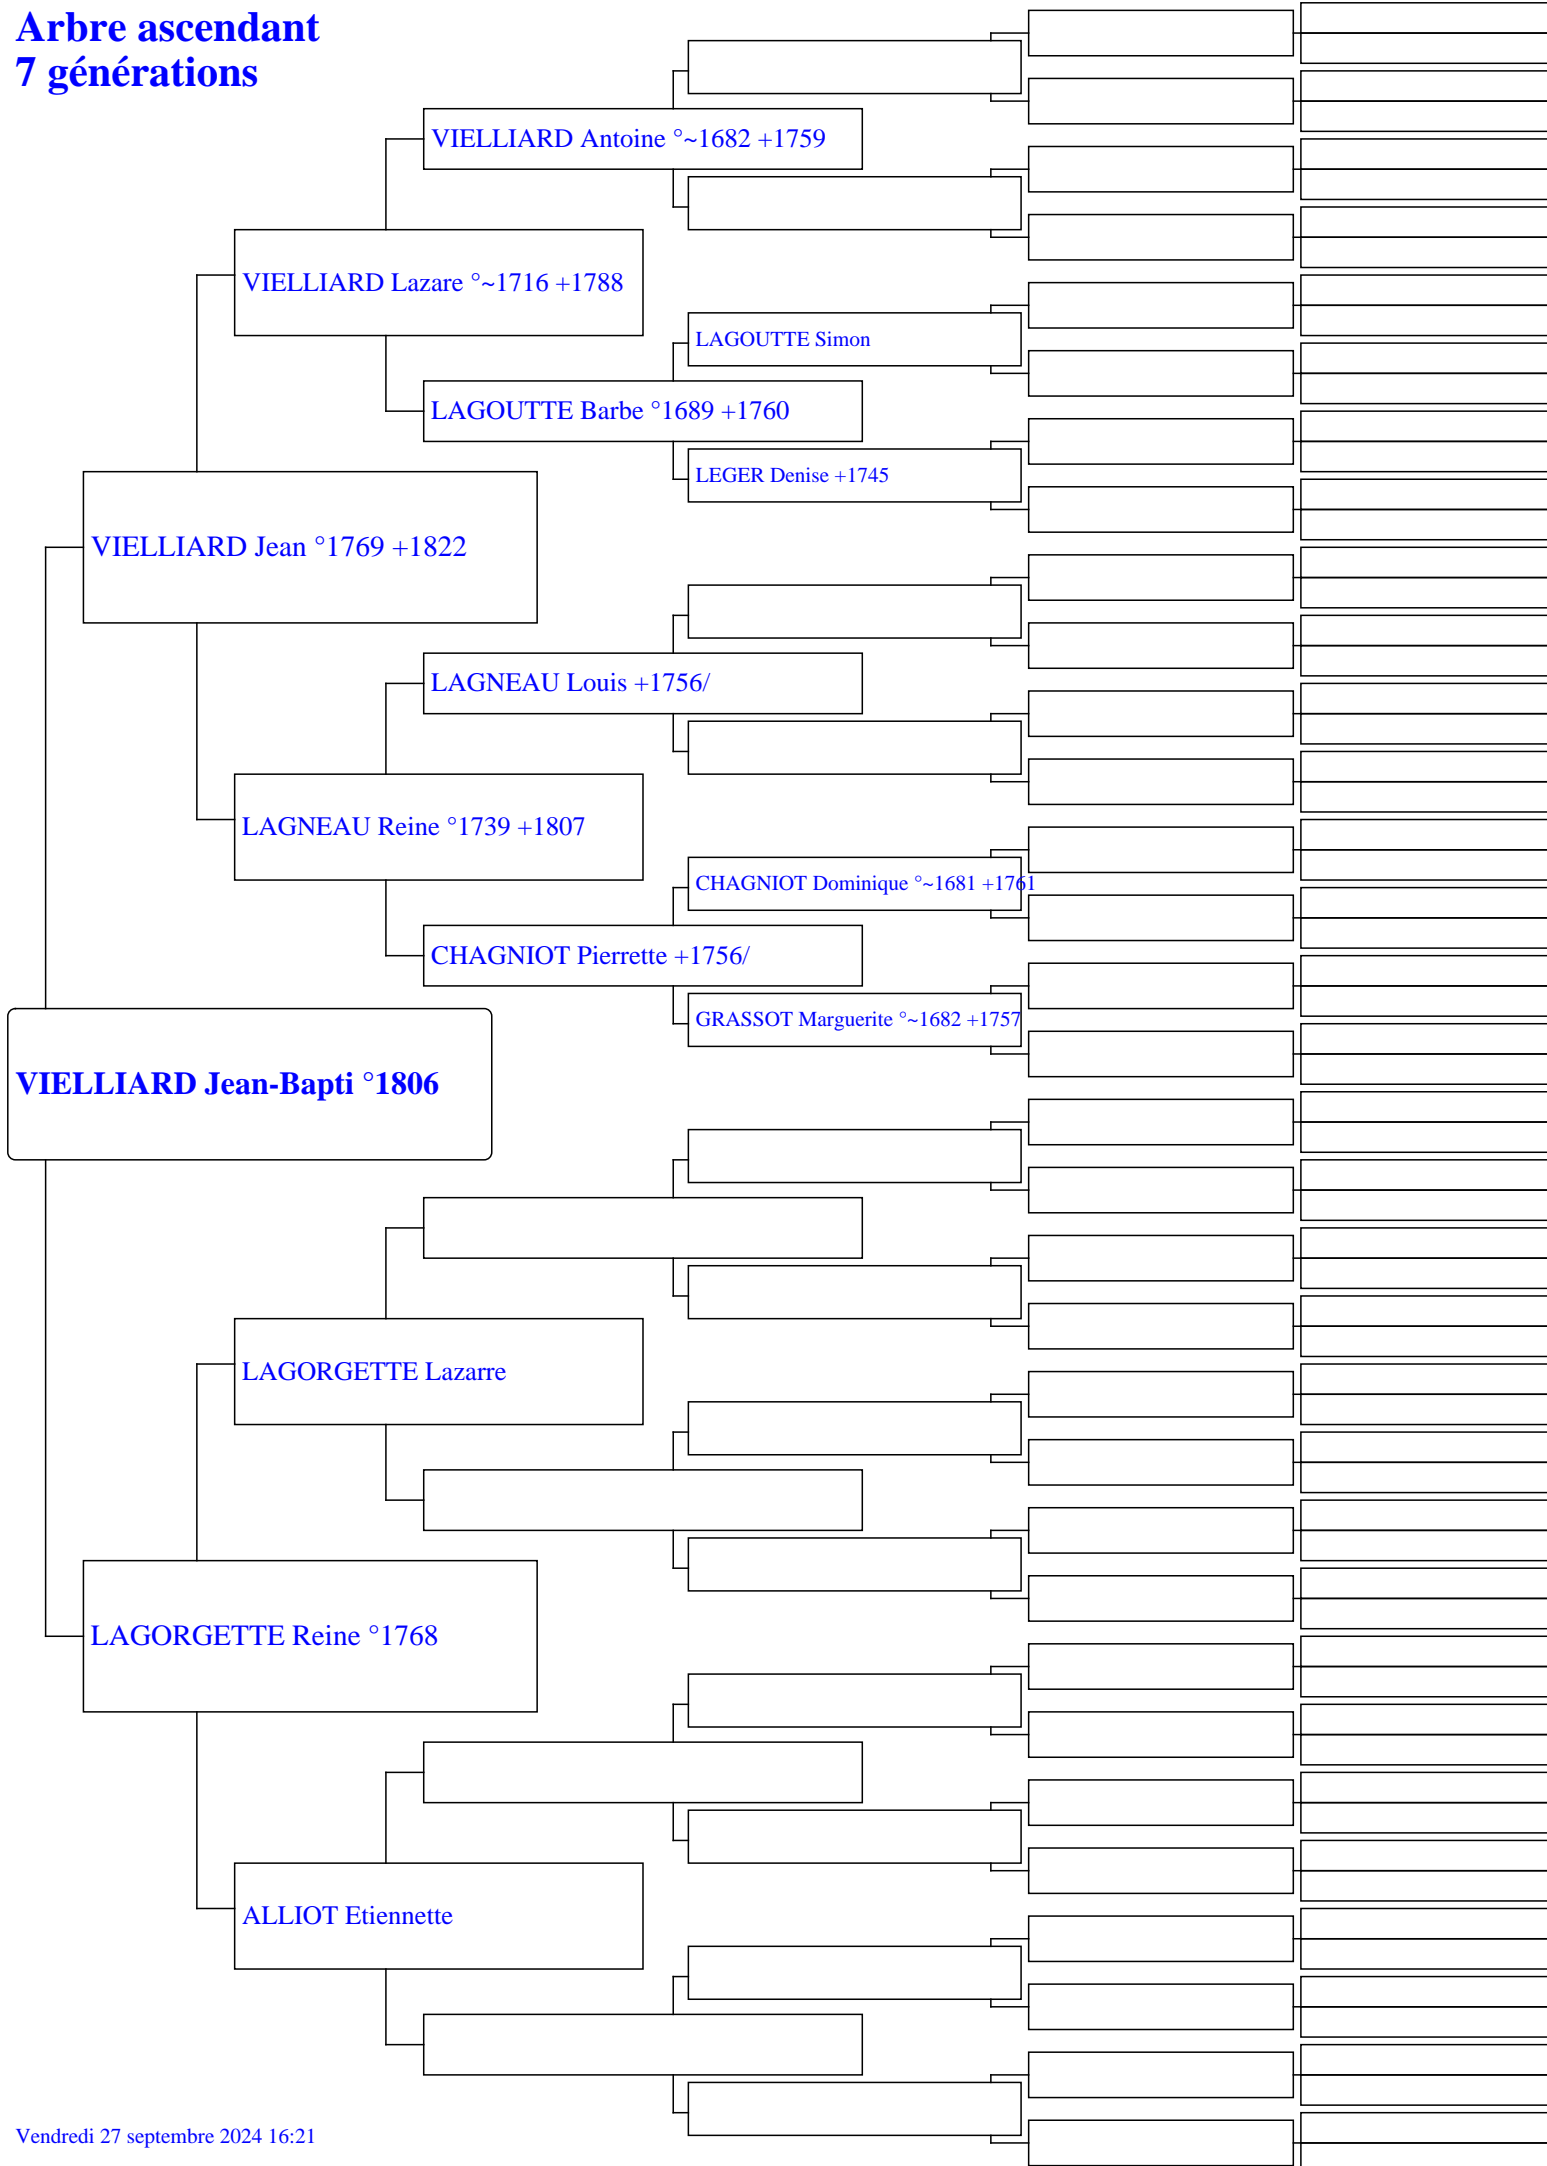 Arbre ascendant
7 générations
VIELLIARD Antoine °~1682 +1759
VIELLIARD Lazare °~1716 +1788
LAGOUTTE Simon
LAGOUTTE Barbe °1689 +1760
LEGER Denise +1745
VIELLIARD Jean °1769 +1822
LAGNEAU Louis +1756/
LAGNEAU Reine °1739 +1807
CHAGNIOT Dominique °~1681 +1761
CHAGNIOT Pierrette +1756/
GRASSOT Marguerite °~1682 +1757
VIELLIARD Jean-Bapti °1806
LAGORGETTE Lazarre
LAGORGETTE Reine °1768
ALLIOT Etiennette
Vendredi 27 septembre 2024 16:21